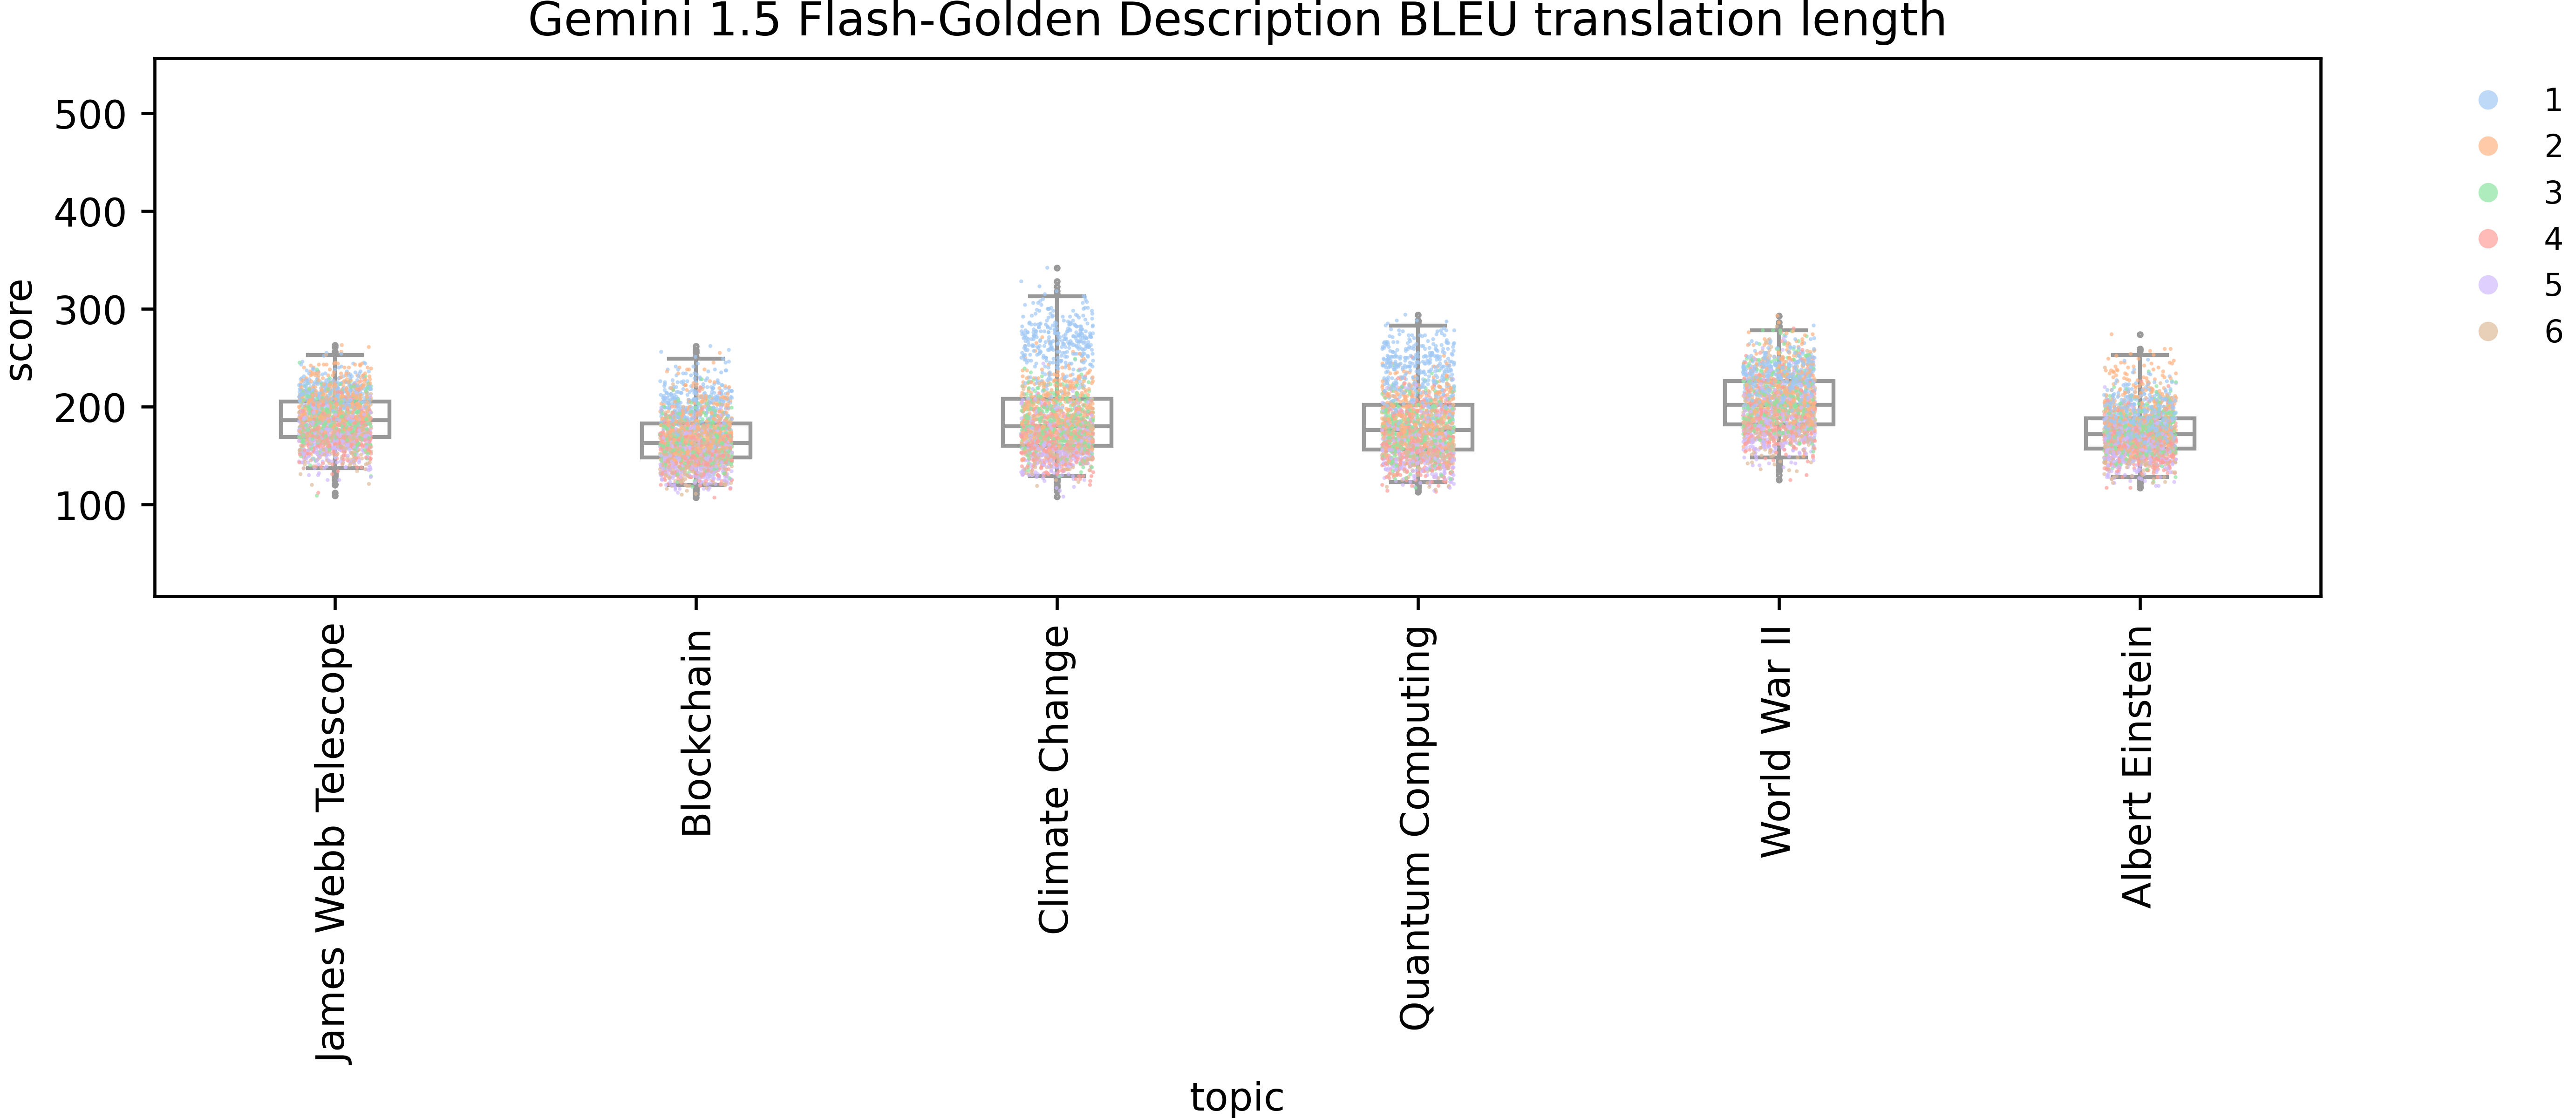 Gemini 1.5 Flash-Golden Description BLEU translation length
score
500
400
300
200
100
1
2
3
4
5
6
James Webb Telescope
Blockchain
Climate Change
Quantum Computing
World War II
Albert Einstein
topic